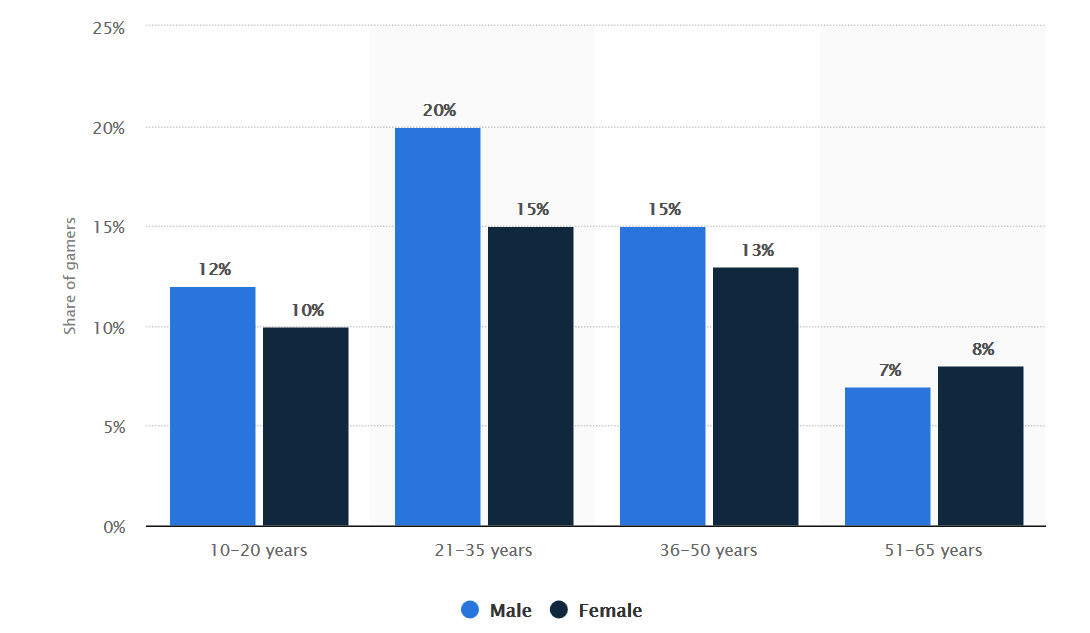 25%
20%
15%
10%
5%
0%
Share of gamers
12%
10%
20%
15%
15%
13%
7%
8%
10–20 years
21–35 years
36–50 years
51–65 years
Male
Female